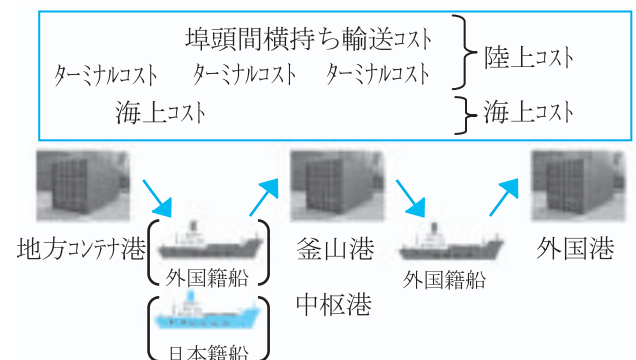 埠頭間横持ち輸送コスト
陸上コスト
ターミナルコスト ターミナルコスト ターミナルコスト
海上コスト
海上コスト
地方コンテナ港
釜山港
外国港
外国籍船
外国籍船
中枢港
日本籍船